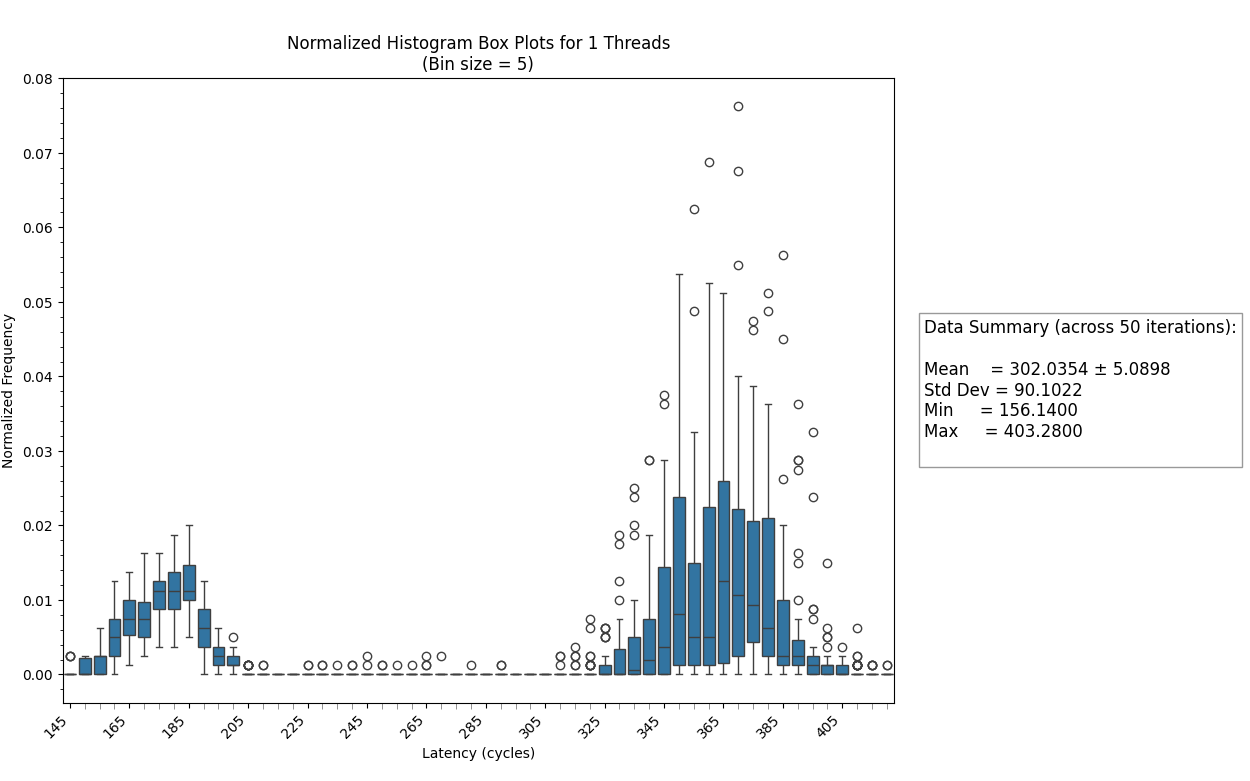 Normalized Histogram Box Plots for 1 Threads
(Bin size = 5)
Normalized Frequency
0.08
0.07
0.06
0.05
0.04
0.03
0.02
0.01
0.00
145
165
185
205
225
245
265
285
305
325
345
365
385
405
Latency (cycles)
Data Summary (across 50 iterations):
Mean = 302.0354 ± 5.0898
Std Dev = 90.1022
Min = 156.1400
Max = 403.2800